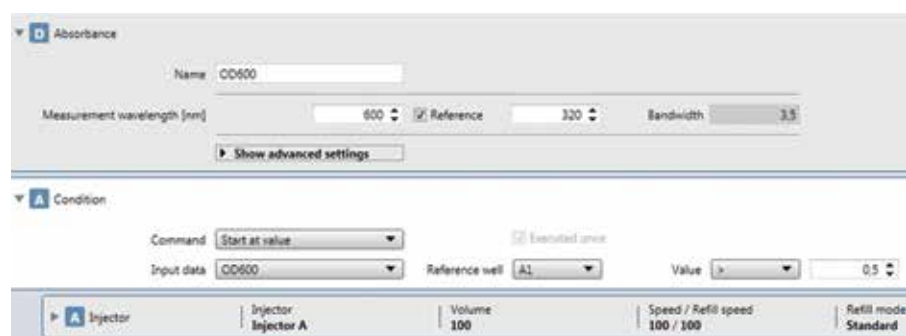 D Absorbance
Name OD600
Measurement wavelength [nm] 600 Reference 320 Bandwidth 3.5
Show advanced settings
A Condition
Command Start at value Executed once
Input data OD600 Reference well A1 Value > 0.5
A Injector Injector Volume Speed / Refill speed Refill mode
Injector A 100 100 / 100 Standard